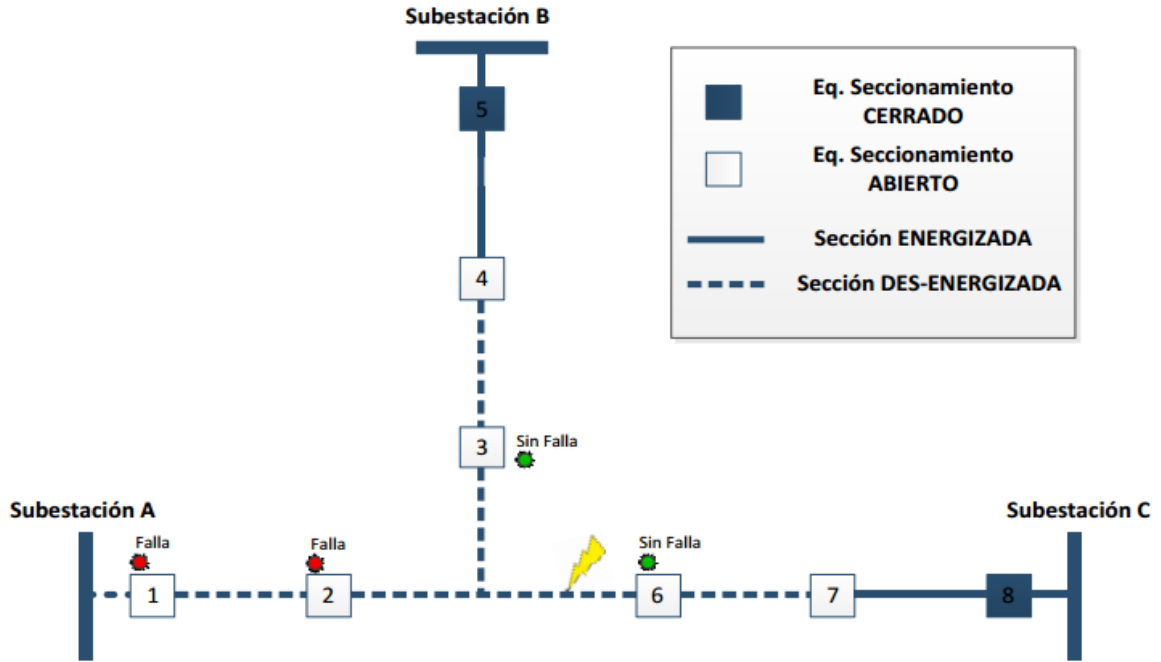 Subestación B
5
Eq. Seccionamiento
CERRADO
Eq. Seccionamiento
ABIERTO
Sección ENERGIZADA
Sección DES-ENERGIZADA
4
3
Sin Falla
Subestación A
Subestación C
Falla
Falla
Sin Falla
1
2
6
7
8